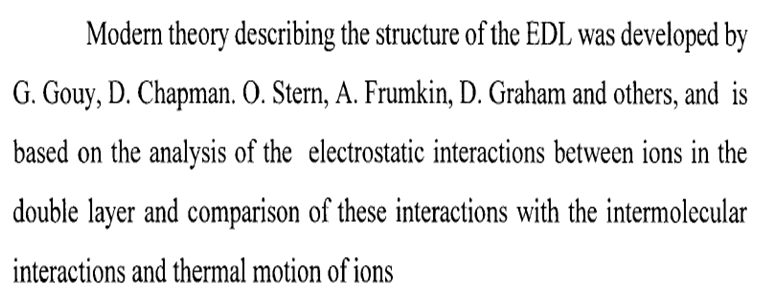 Modern theory describing the structure of the EDL was developed by
G. Gouy, D. Chapman. O. Stern, A. Frumkin, D. Graham and others, and is
based on the analysis of the electrostatic interactions between ions in the
double layer and comparison of these interactions with the intermolecular
interactions and thermal motion of ions